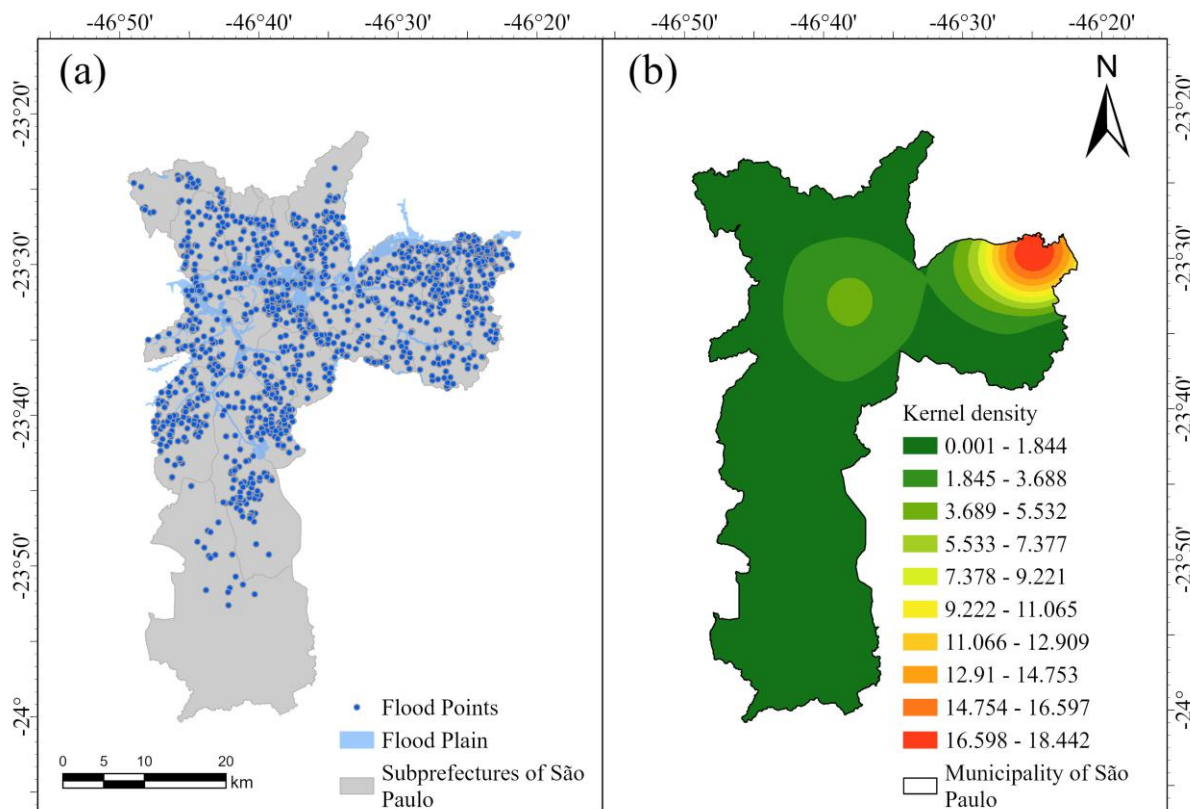 -46°50' -46°40' -46°30' -46°20' -46°50' -46°40' -46°30' -46°20'
(a)
(b)
N
-23°20'
-23°30'
-23°40'
-23°50'
-24°
-23°20'
-23°30'
-23°40'
-23°50'
-24°
Flood Points
Flood Plain
Subprefectures of São
Paulo
0 5 10 20
km
Kernel density
0.001 - 1.844
1.845 - 3.688
3.689 - 5.532
5.533 - 7.377
7.378 - 9.221
9.222 - 11.065
11.066 - 12.909
12.91 - 14.753
14.754 - 16.597
16.598 - 18.442
Municipality of São
Paulo